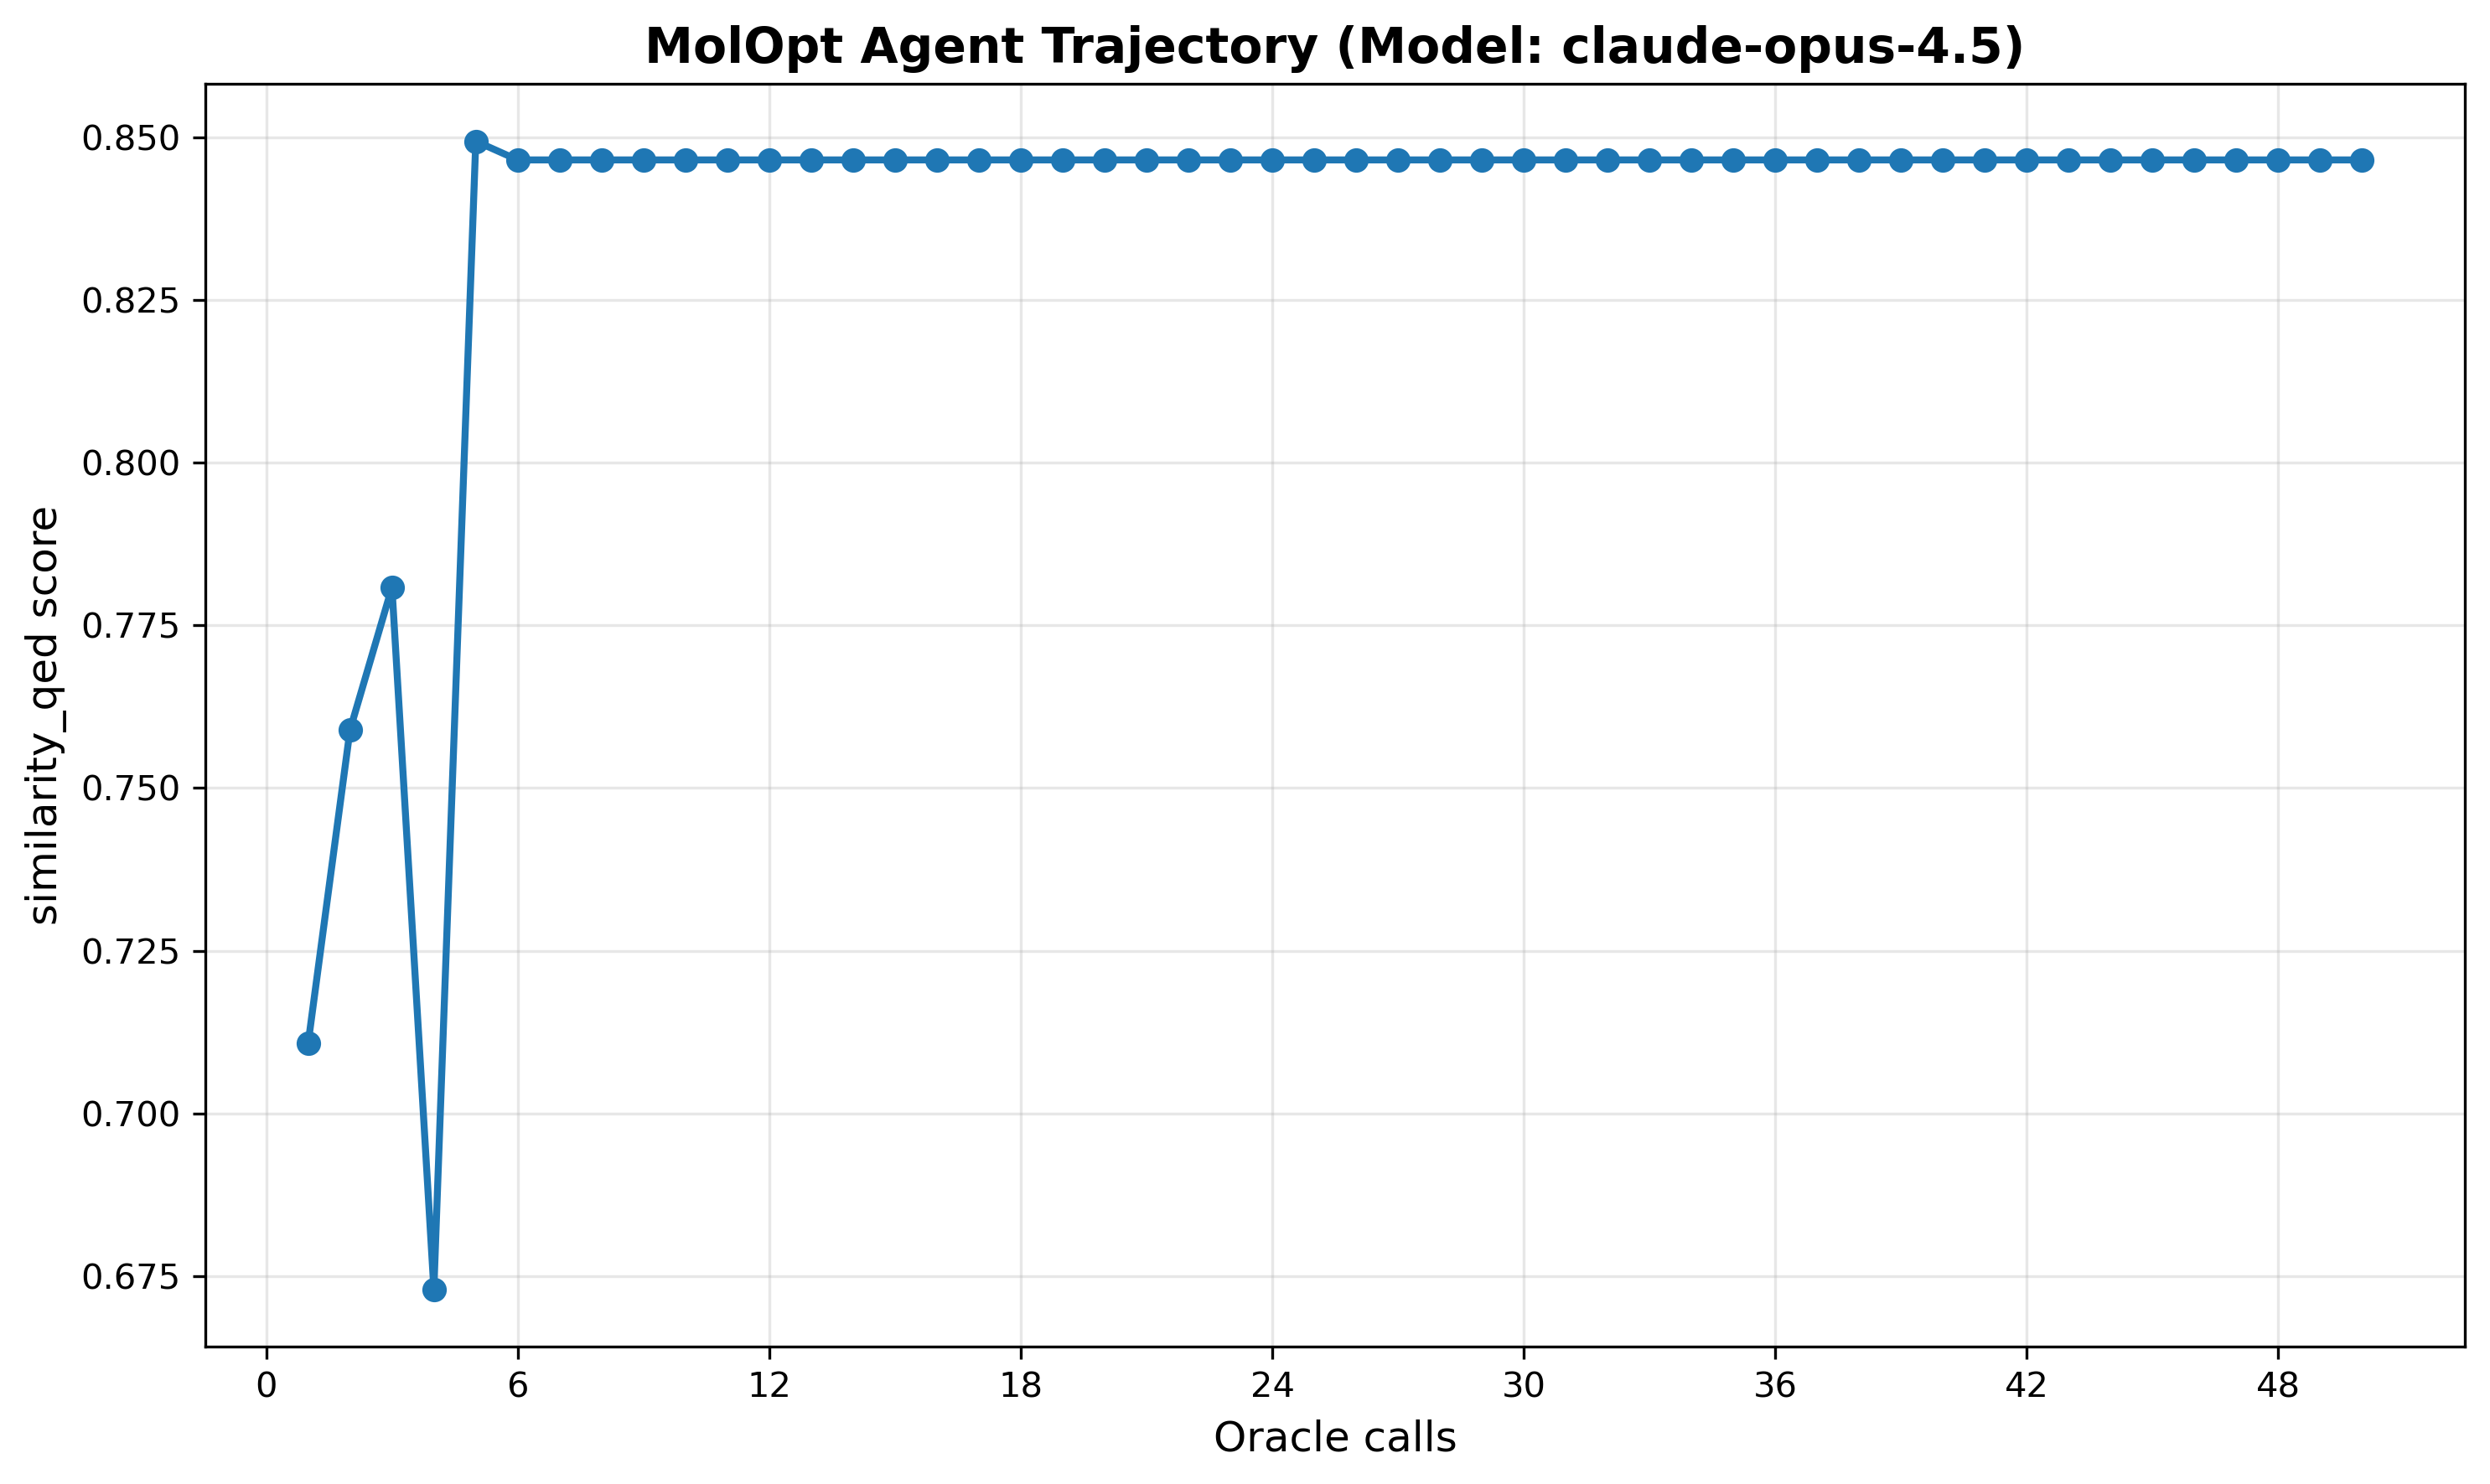 MolOpt Agent Trajectory (Model: claude-opus-4.5)
similarity_qed score
0.850
0.825
0.800
0.775
0.750
0.725
0.700
0.675
0 6 12 18 24 30 36 42 48
Oracle calls